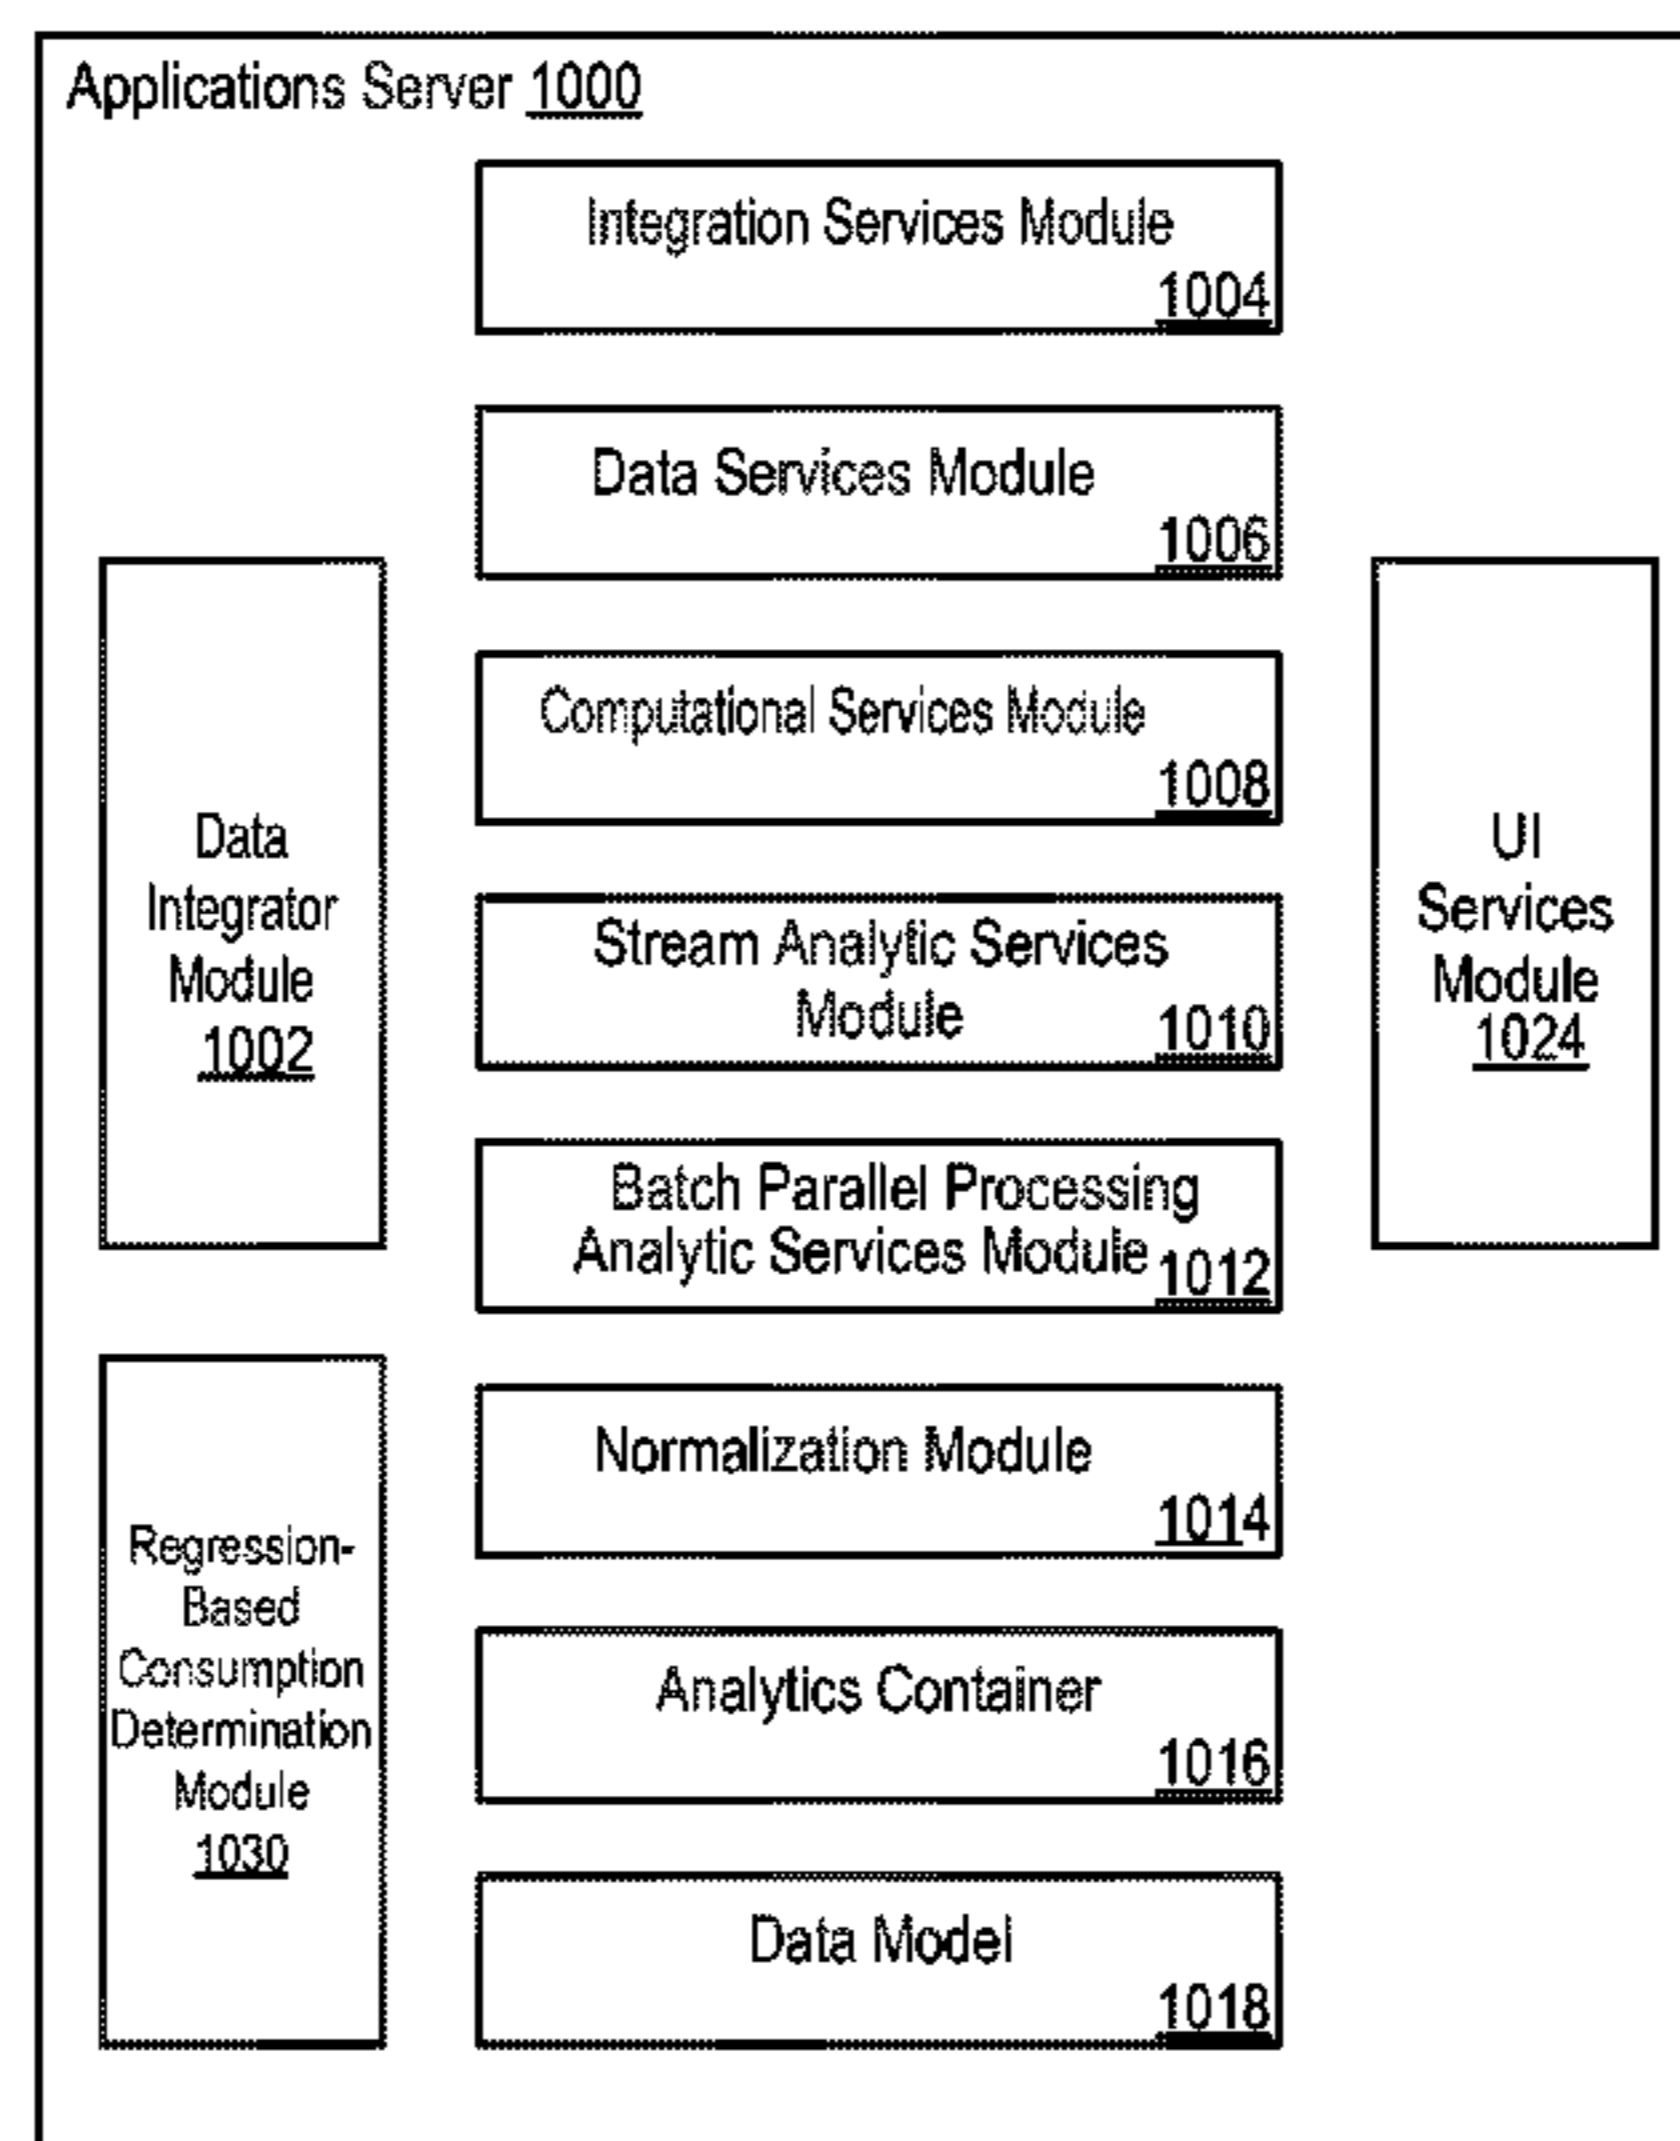 Applications Server 1000
Integration Services Module
1004
Data Services Module
1006
Computational Services Module
1008
Data
Integrator
Module
1002
Stream Analytic Services
Module 1010
UI
Services
Module
1024
Batch Parallel Processing
Analytic Services Module 1012
Normalization Module
1014
Regression-
Based
Consumption
Determination
Module
1030
Analytics Container
1016
Data Model
1018